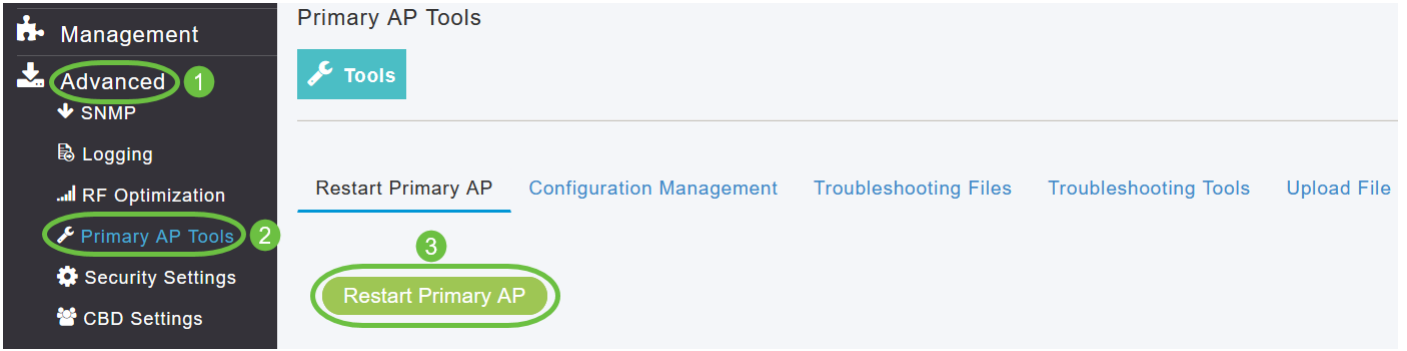 Management
Advanced 1
SNMP
Logging
RF Optimization
Primary AP Tools 2
Security Settings
CBD Settings
Primary AP Tools
Tools
Restart Primary AP Configuration Management Troubleshooting Files Troubleshooting Tools Upload File
3
Restart Primary AP